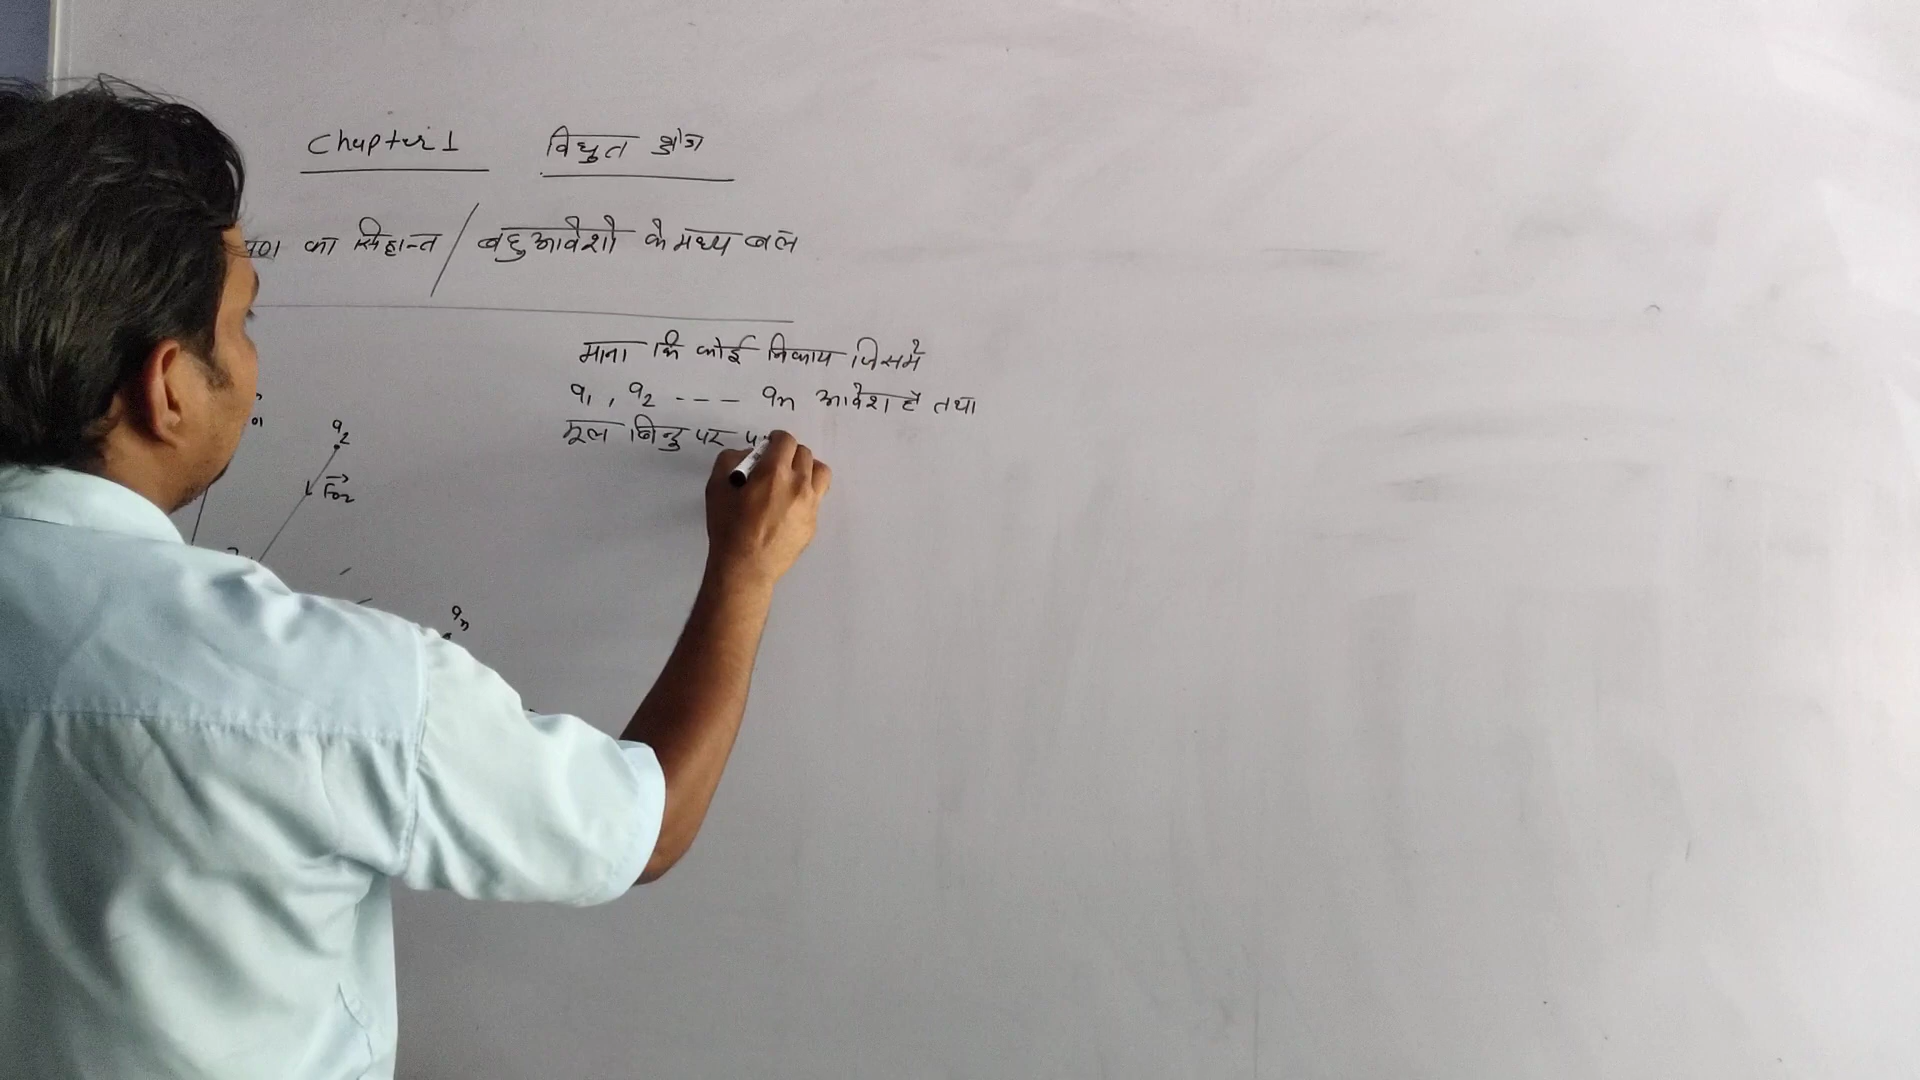 Chapter 1 विद्युत क्षेत्र
का सिद्धान्त / बहुआवेशो के मध्य बल
माना कि कोई निकाय जिसमें
q1, q2 --- qn आवेश है तथा
मूल बिन्दु पर
q2
F02
qn